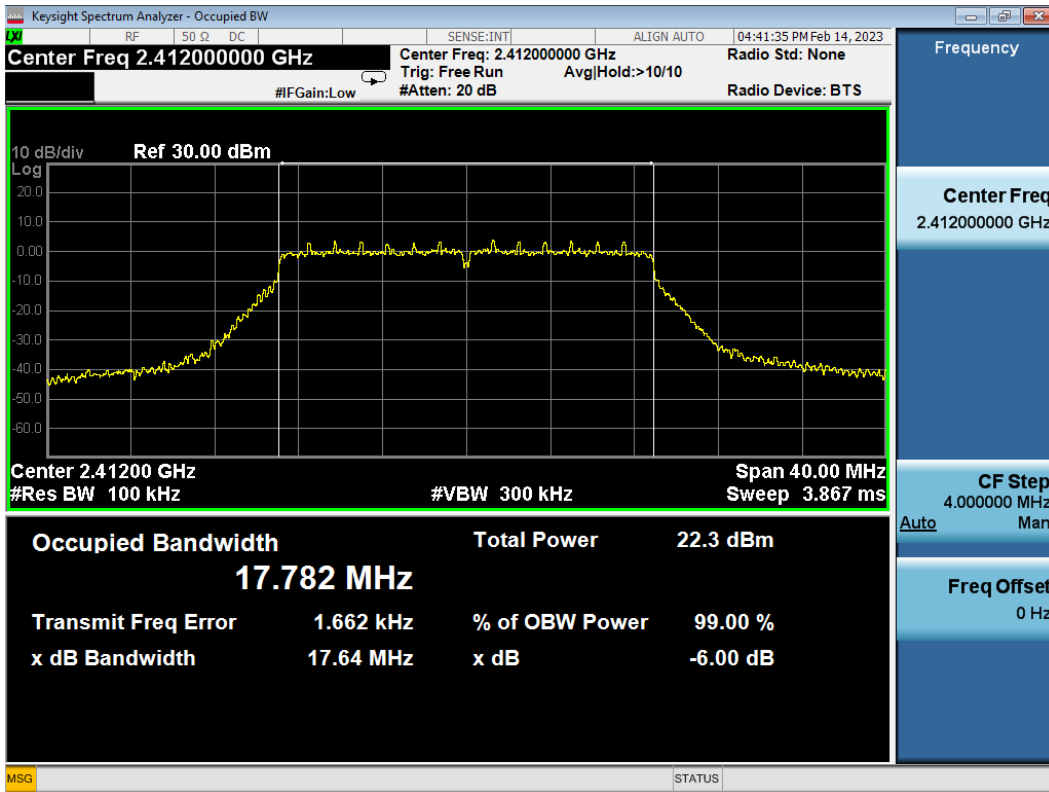 Keysight Spectrum Analyzer - Occupied BW
LXI RF 50 Ω DC SENSE:INT ALIGN AUTO 04:41:35 PM Feb 14, 2023
Center Freq 2.412000000 GHz
Center Freq: 2.412000000 GHz Radio Std: None
Trig: Free Run Avg|Hold:>10/10
#IFGain:Low #Atten: 20 dB Radio Device: BTS
10 dB/div Ref 30.00 dBm
Log
20.0
10.0
0.00
-10.0
-20.0
-30.0
-40.0
-50.0
-60.0
Center 2.41200 GHz Span 40.00 MHz
#Res BW 100 kHz #VBW 300 kHz Sweep 3.867 ms
Occupied Bandwidth Total Power 22.3 dBm
17.782 MHz
Transmit Freq Error 1.662 kHz % of OBW Power 99.00 %
x dB Bandwidth 17.64 MHz x dB -6.00 dB
Frequency
Center Freq
2.412000000 GHz
CF Step
4.000000 MHz
Auto Man
Freq Offset
0 Hz
MSG STATUS